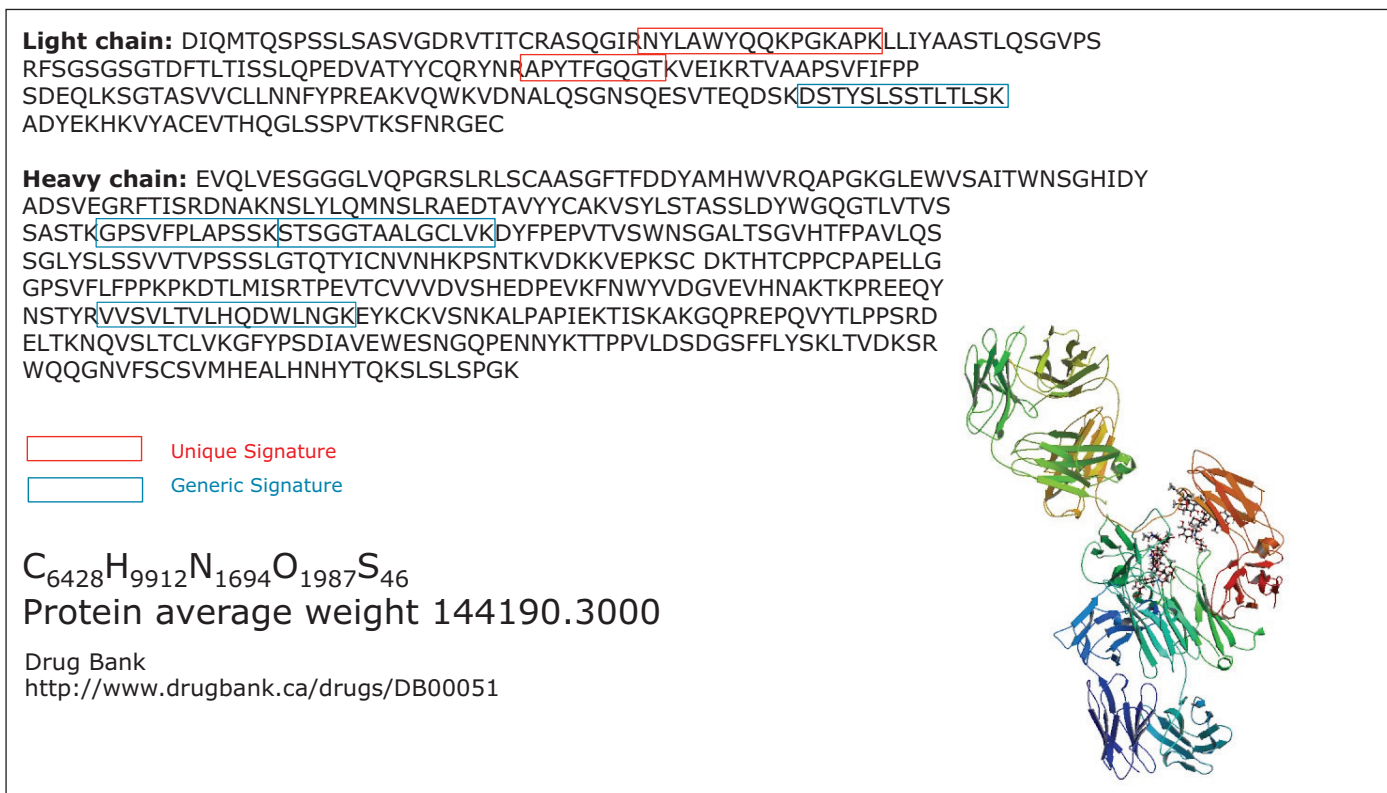 Light chain: DIQMTQSPSSLSASVGDRVTITCRASQGIRNYLAWYQQKPGKAPKLLIYAASTLQSGVPS
RFSGSGSGTDFTLTISSLQPEDVATYYCQRYNRAPYTFGQGTKVEIKRTVAAPSVFIFPP
SDEQLKSGTASVVCLLNNFYPREAKVQWKVDNALQSGNSQESVTEQDSKDSTYSLSSTLTLSK
ADYEKHKVYACEVTHQGLSSPVTKSFNRGEC
Heavy chain: EVQLVESGGGLVQPGRSLRLSCAASGFTFDDYAMHWVRQAPGKGLEWVSAITWNSGHIDY
ADSVEGRFTISRDNAKNSLYLQMNSLRAEDTAVYYCAKVSYLSTASSLDYWGQGTLVTVS
SASTKGPSVFPLAPSSKSTSGGTAALGCLVKDYFPEPVTVSWNSGALTSGVHTFPAVLQS
SGLYSLSSVVTVPSSSLGTQTYICNVNHKPSNTKVDKKVEPKSC DKTHTCPPCPAPELLG
GPSVFLFPPKPKDTLMISRTPEVTCVVVDVSHEDPEVKFNWYVDGVEVHNAKTKPREEQY
NSTYRVVSVLTVLHQDWLNGKEYKCKVSNKALPAPIEKTISKAKGQPREPQVYTLPPSRD
ELTKNQVSLTCLVKGFYPSDIAVEWESNGQPENNYKTTPPVLDSDGSFFLYSKLTVDKSR
WQQGNVFSCSVMHEALHNHYTQKSLSLSPGK
Unique Signature
Generic Signature
C6428H9912N1694O1987S46
Protein average weight 144190.3000
Drug Bank
http://www.drugbank.ca/drugs/DB00051